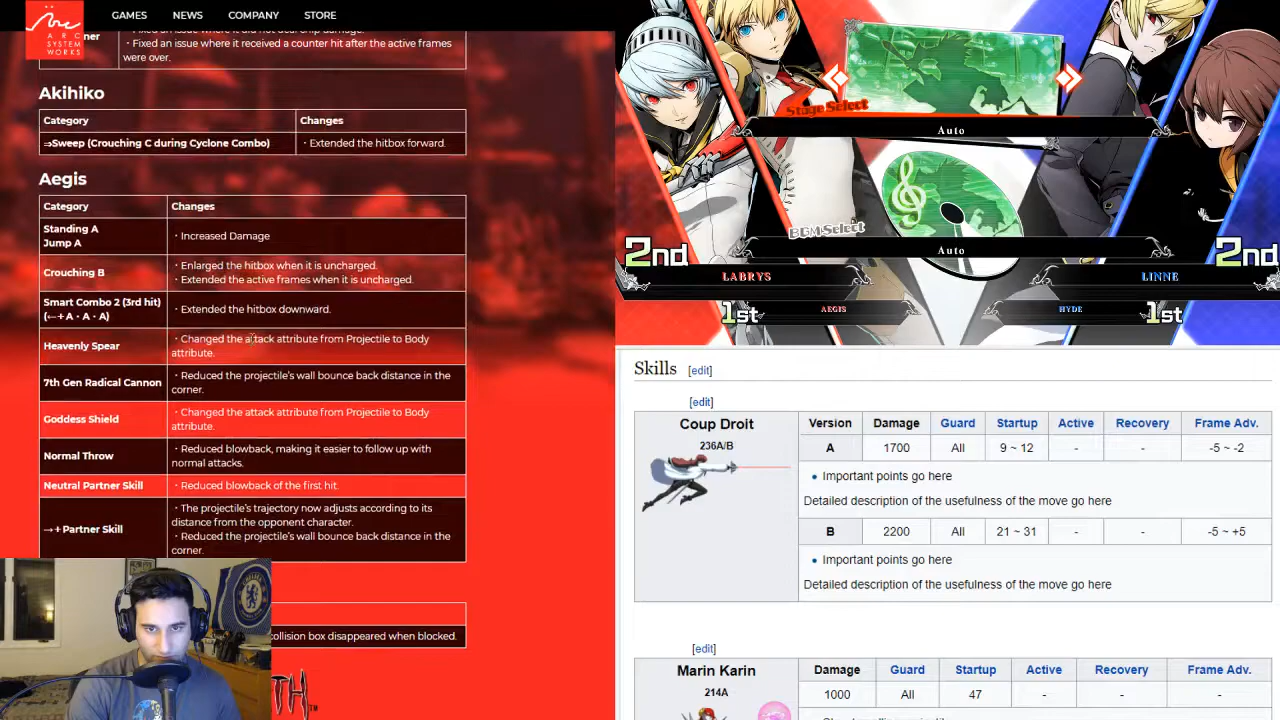 GAMES NEWS COMPANY STORE
ARC
SYSTEM
WORKS
・Fixed an issue where it received a counter hit after the active frames
were over.
Akihiko
Category Changes
⇒Sweep (Crouching C during Cyclone Combo) ・Extended the hitbox forward.
Aegis
Category Changes
Standing A
Jump A
・Increased Damage
Crouching B
・Enlarged the hitbox when it is uncharged.
・Extended the active frames when it is uncharged.
Smart Combo 2 (3rd hit)
(←+A・A・A)
・Extended the hitbox downward.
Heavenly Spear
・Changed the attack attribute from Projectile to Body
attribute.
7th Gen Radical Cannon
・Reduced the projectile's wall bounce back distance in the
corner.
Goddess Shield
・Changed the attack attribute from Projectile to Body
attribute.
Normal Throw
・Reduced blowback, making it easier to follow up with
normal attacks.
Neutral Partner Skill ・Reduced blowback of the first hit.
→+Partner Skill
・The projectile's trajectory now adjusts according to its
distance from the opponent character.
・Reduced the projectile's wall bounce back distance in the
corner.
collision box disappeared when blocked.
Stage Select
Auto
BGM Select
Auto
2nd
LABRYS
1st
AEGIS
2nd
LINNE
HYDE
1st
Skills [edit]
[edit]
Coup Droit
236A/B
Version Damage Guard Startup Active Recovery Frame Adv.
A 1700 All 9 ~ 12 - - -5 ~ -2
• Important points go here
Detailed description of the usefulness of the move go here
B 2200 All 21 ~ 31 - - -5 ~ +5
• Important points go here
Detailed description of the usefulness of the move go here
[edit]
Marin Karin
214A
Damage Guard Startup Active Recovery Frame Adv.
1000 All 47 - - -